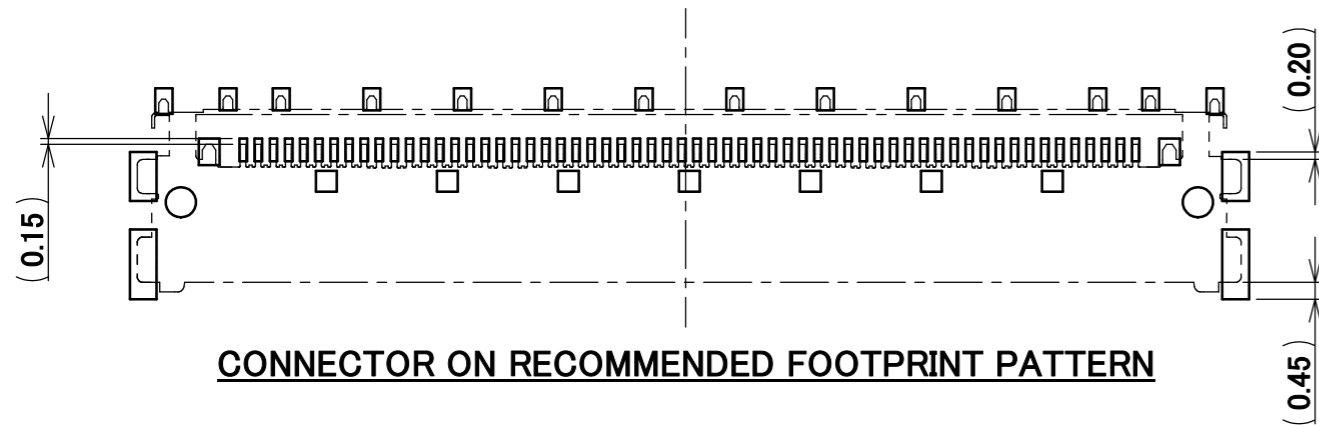 (0.20)
(0.15)
(0.45)
CONNECTOR ON RECOMMENDED FOOTPRINT PATTERN